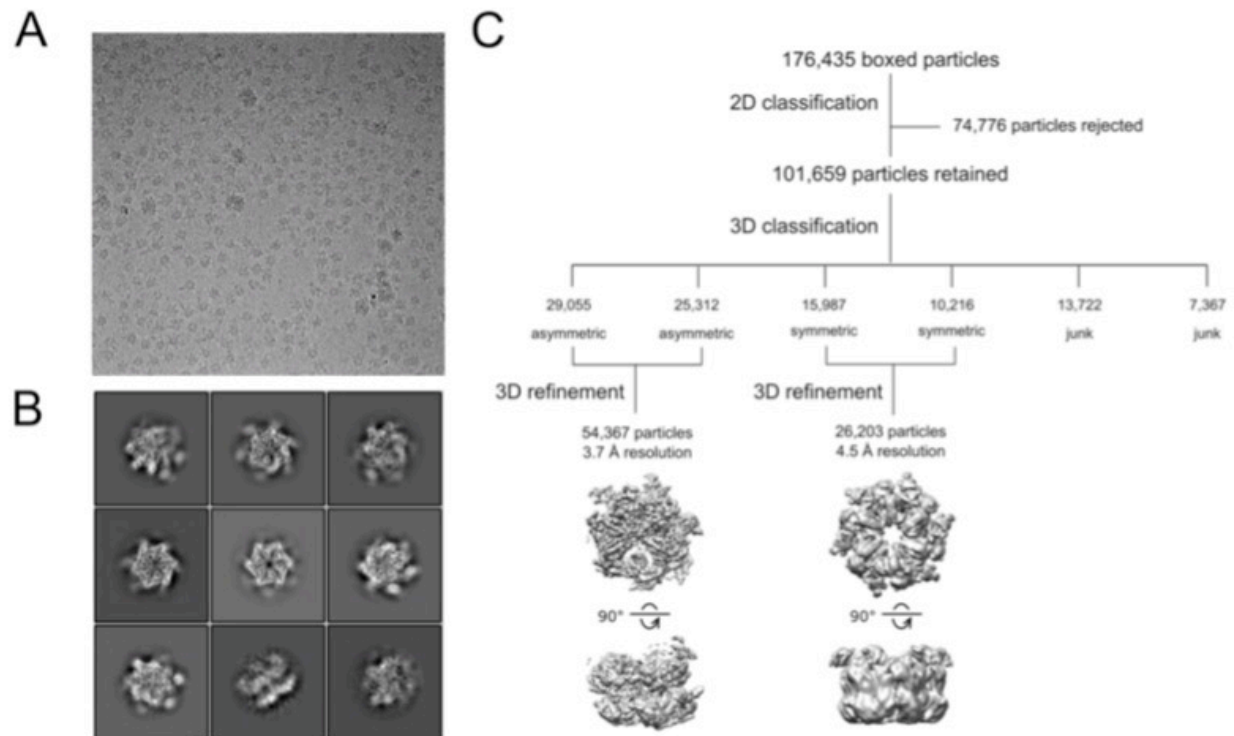 A
B
C
176,435 boxed particles
2D classification
74,776 particles rejected
101,659 particles retained
3D classification
29,055
asymmetric
25,312
asymmetric
15,987
symmetric
10,216
symmetric
13,722
junk
7,367
junk
3D refinement
54,367 particles
3.7 Å resolution
90°
3D refinement
26,203 particles
4.5 Å resolution
90°